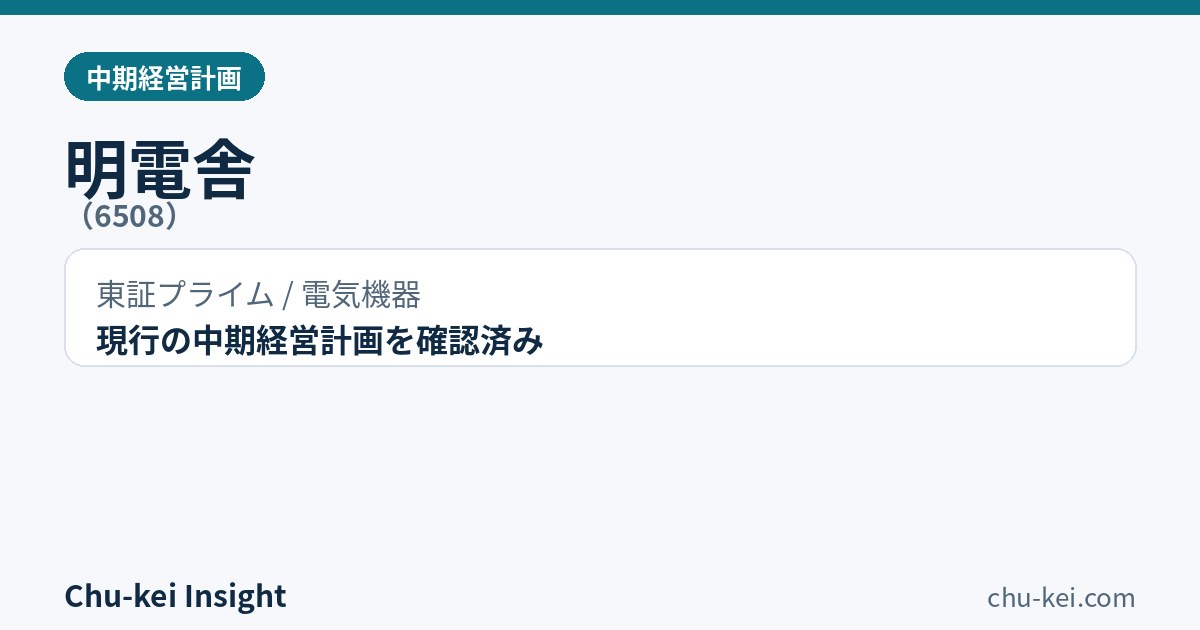 中期経営計画
明電舎
（6508）
東証プライム / 電気機器
現行の中期経営計画を確認済み
Chu-kei Insight
chu-kei.com